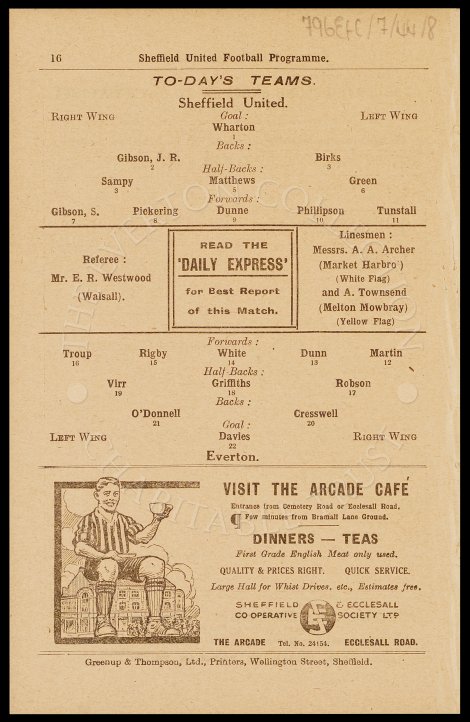 796EFC/7/
16 Sheffield United Football Programme.
TO-DAY'S TEAMS.
Sheffield United.
RIGHT WING Goal : LEFT WING
Wharton
1
Backs :
Gibson, J. R. Birks
2 3
Half-Backs :
Sampy Matthews Green
3 5 6
Forwards :
Gibson, S. Pickering Dunne Phillipson Tunstall
7 8 9 10 11
Referee :
Mr. E. R. Westwood
(Walsall).
READ THE
'DAILY EXPRESS'
for Best Report
of this Match.
Linesmen :
Messrs. A. A. Archer
(Market Harbro')
(White Flag)
and A. Townsend
(Melton Mowbray)
(Yellow Flag)
Forwards :
Troup Rigby White Dunn Martin
16 15 14 13 12
Half-Backs :
Virr Griffiths Robson
19 18 17
Backs :
O'Donnell Cresswell
21 20
Goal :
LEFT WING Davies RIGHT WING
22
Everton.
VISIT THE ARCADE CAFÉ
Entrance from Cemetery Road or Ecclesall Road.
¶ Few minutes from Bramall Lane Ground.
DINNERS — TEAS
First Grade English Meat only used.
QUALITY & PRICES RIGHT. QUICK SERVICE.
Large Hall for Whist Drives, etc., Estimates free.
SHEFFIELD & ECCLESALL
CO-OPERATIVE SOCIETY LTD
THE ARCADE Tel. No. 24154. ECCLESALL ROAD.
Greenup & Thompson, Ltd., Printers, Wellington Street, Sheffield.